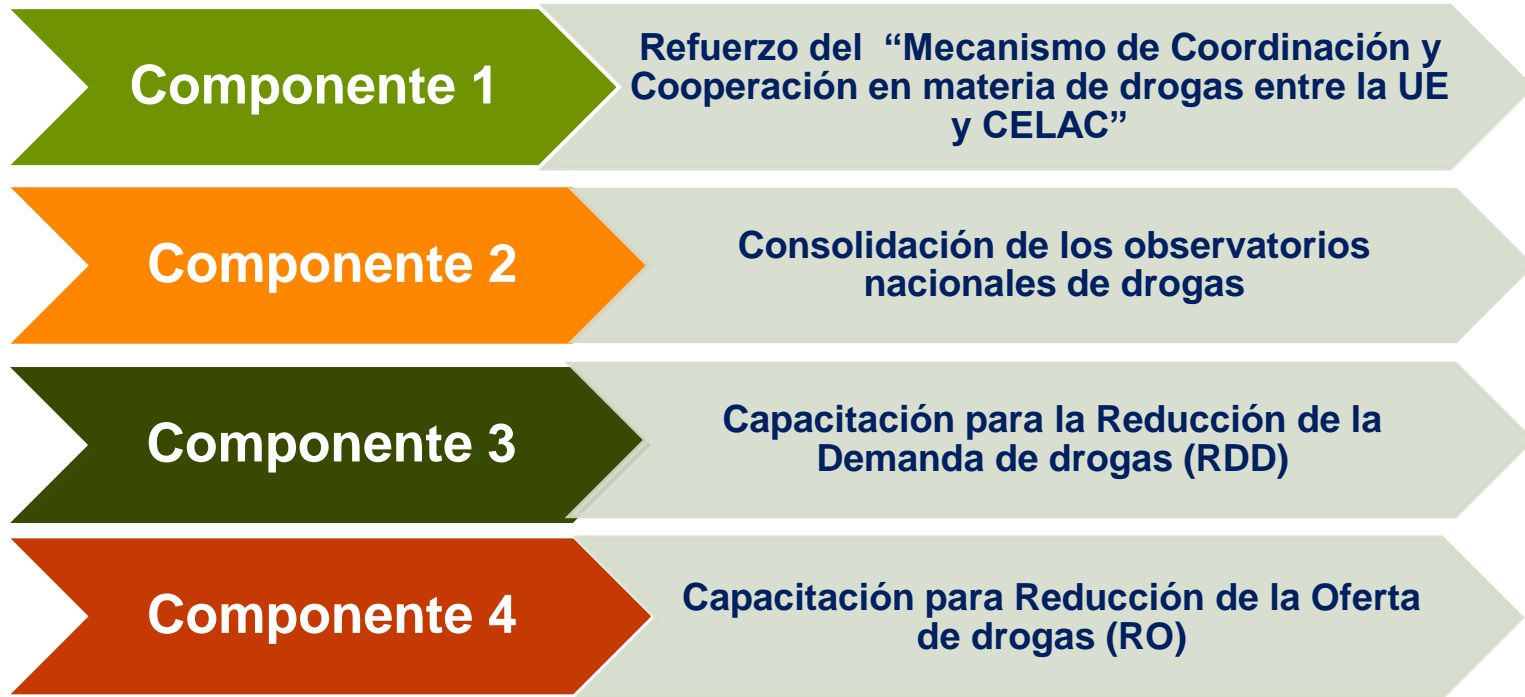 Componente 1
Refuerzo del “Mecanismo de Coordinación y
Cooperación en materia de drogas entre la UE
y CELAC”
Componente 2
Consolidación de los observatorios
nacionales de drogas
Componente 3
Capacitación para la Reducción de la
Demanda de drogas (RDD)
Componente 4
Capacitación para Reducción de la Oferta
de drogas (RO)